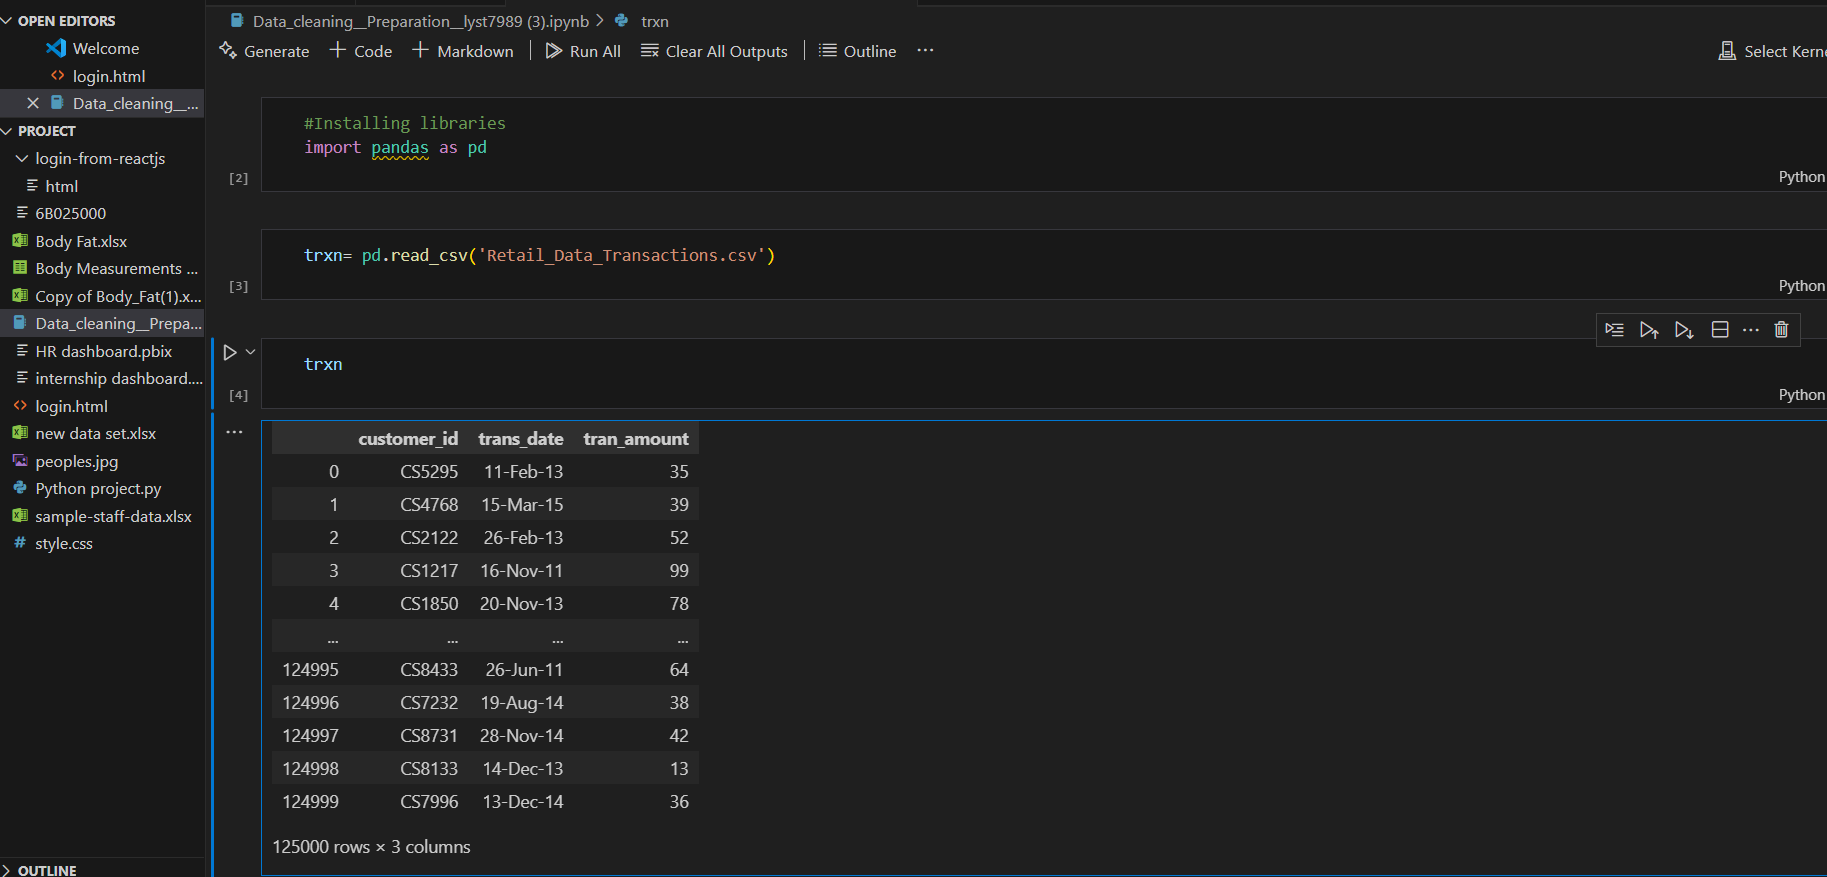 OPEN EDITORS
Welcome
login.html
Data_cleaning__...
PROJECT
login-from-reactjs
html
6B025000
Body Fat.xlsx
Body Measurements ...
Copy of Body_Fat(1).x...
Data_cleaning__Prepa...
HR dashboard.pbix
internship dashboard....
login.html
new data set.xlsx
peoples.jpg
Python project.py
sample-staff-data.xlsx
style.css
OUTLINE
Data_cleaning__Preparation__lyst7989 (3).ipynb > trxn
Generate + Code + Markdown Run All Clear All Outputs Outline ... Select Kerne
#Installing libraries
import pandas as pd
[2] Python
trxn= pd.read_csv('Retail_Data_Transactions.csv')
[3] Python
trxn
[4] Python
customer_id trans_date tran_amount
0 CS5295 11-Feb-13 35
1 CS4768 15-Mar-15 39
2 CS2122 26-Feb-13 52
3 CS1217 16-Nov-11 99
4 CS1850 20-Nov-13 78
... ... ... ...
124995 CS8433 26-Jun-11 64
124996 CS7232 19-Aug-14 38
124997 CS8731 28-Nov-14 42
124998 CS8133 14-Dec-13 13
124999 CS7996 13-Dec-14 36
125000 rows × 3 columns